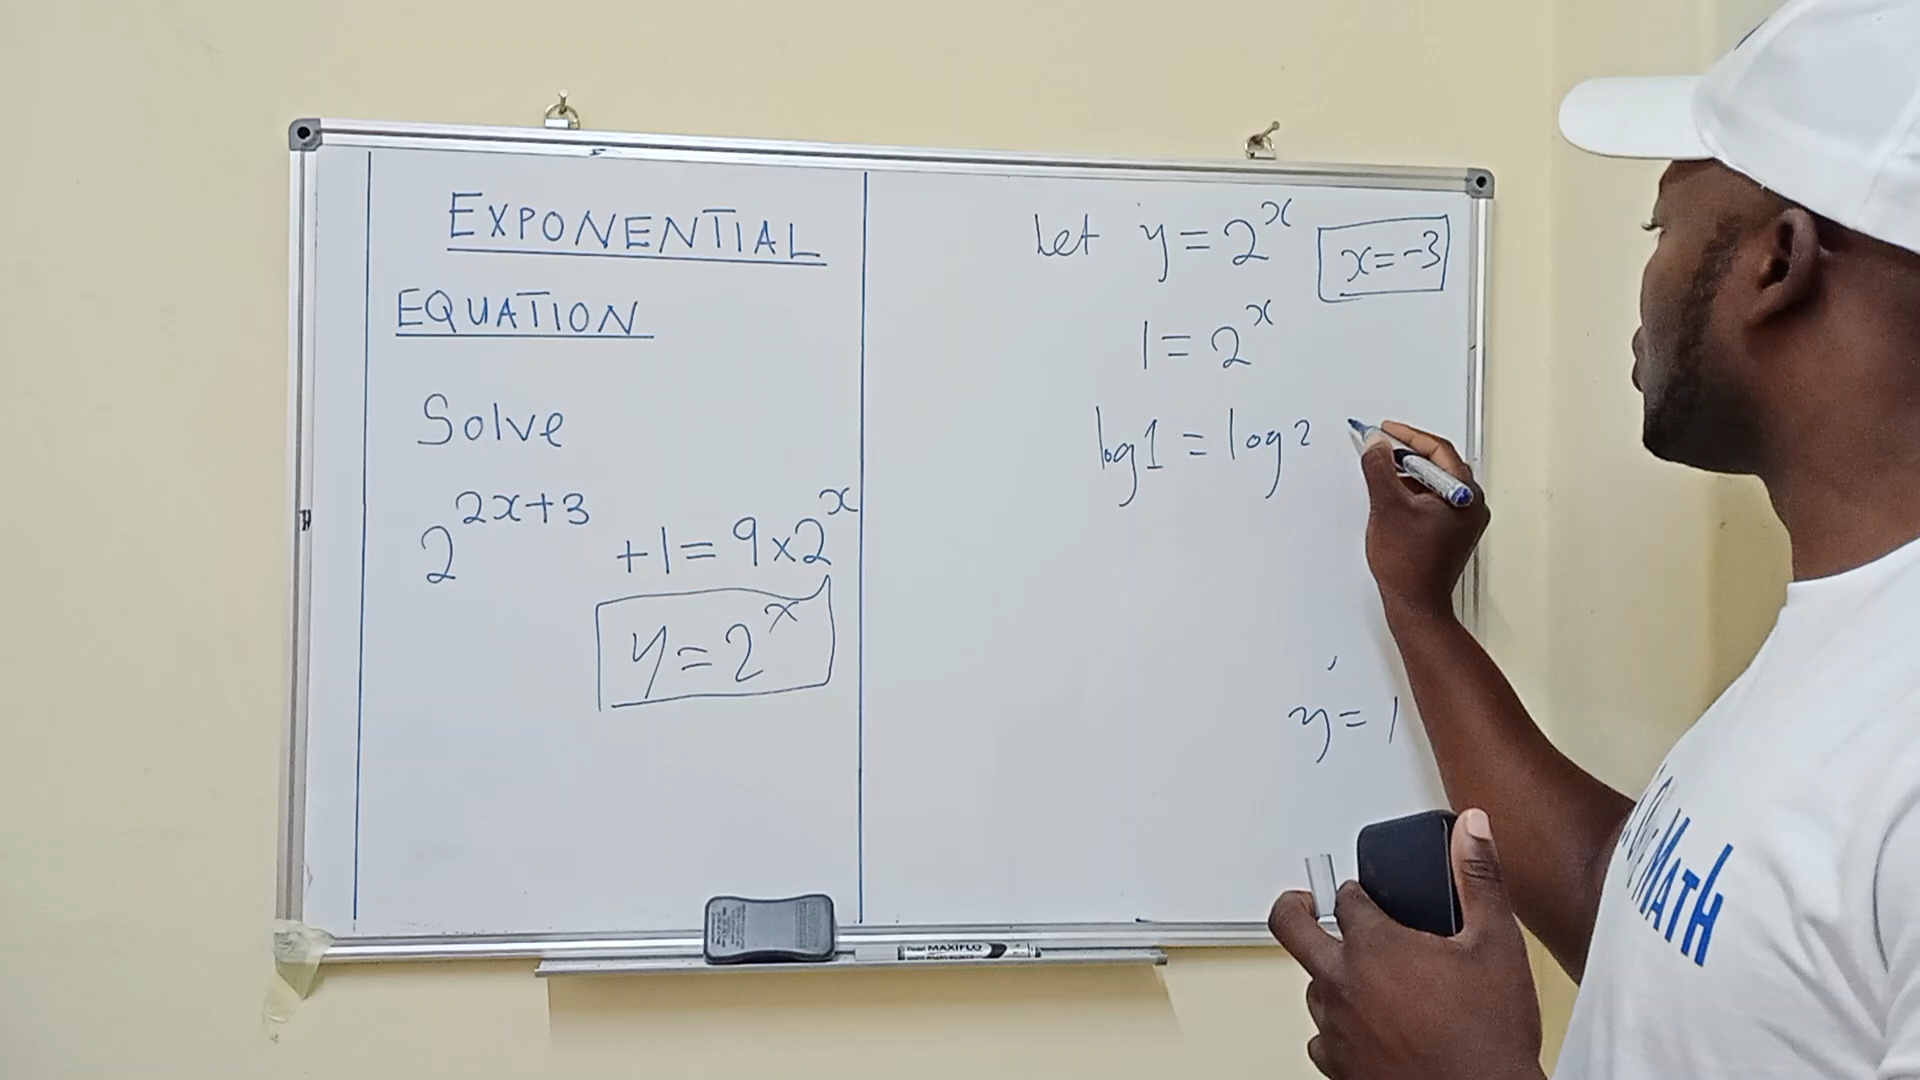 EXPONENTIAL
EQUATION
Solve
2^{2x+3} + 1 = 9 × 2^x
y = 2^x
Let y = 2^x
x = -3
1 = 2^x
log 1 = log 2
y = 1
MAXIFLO
MATH